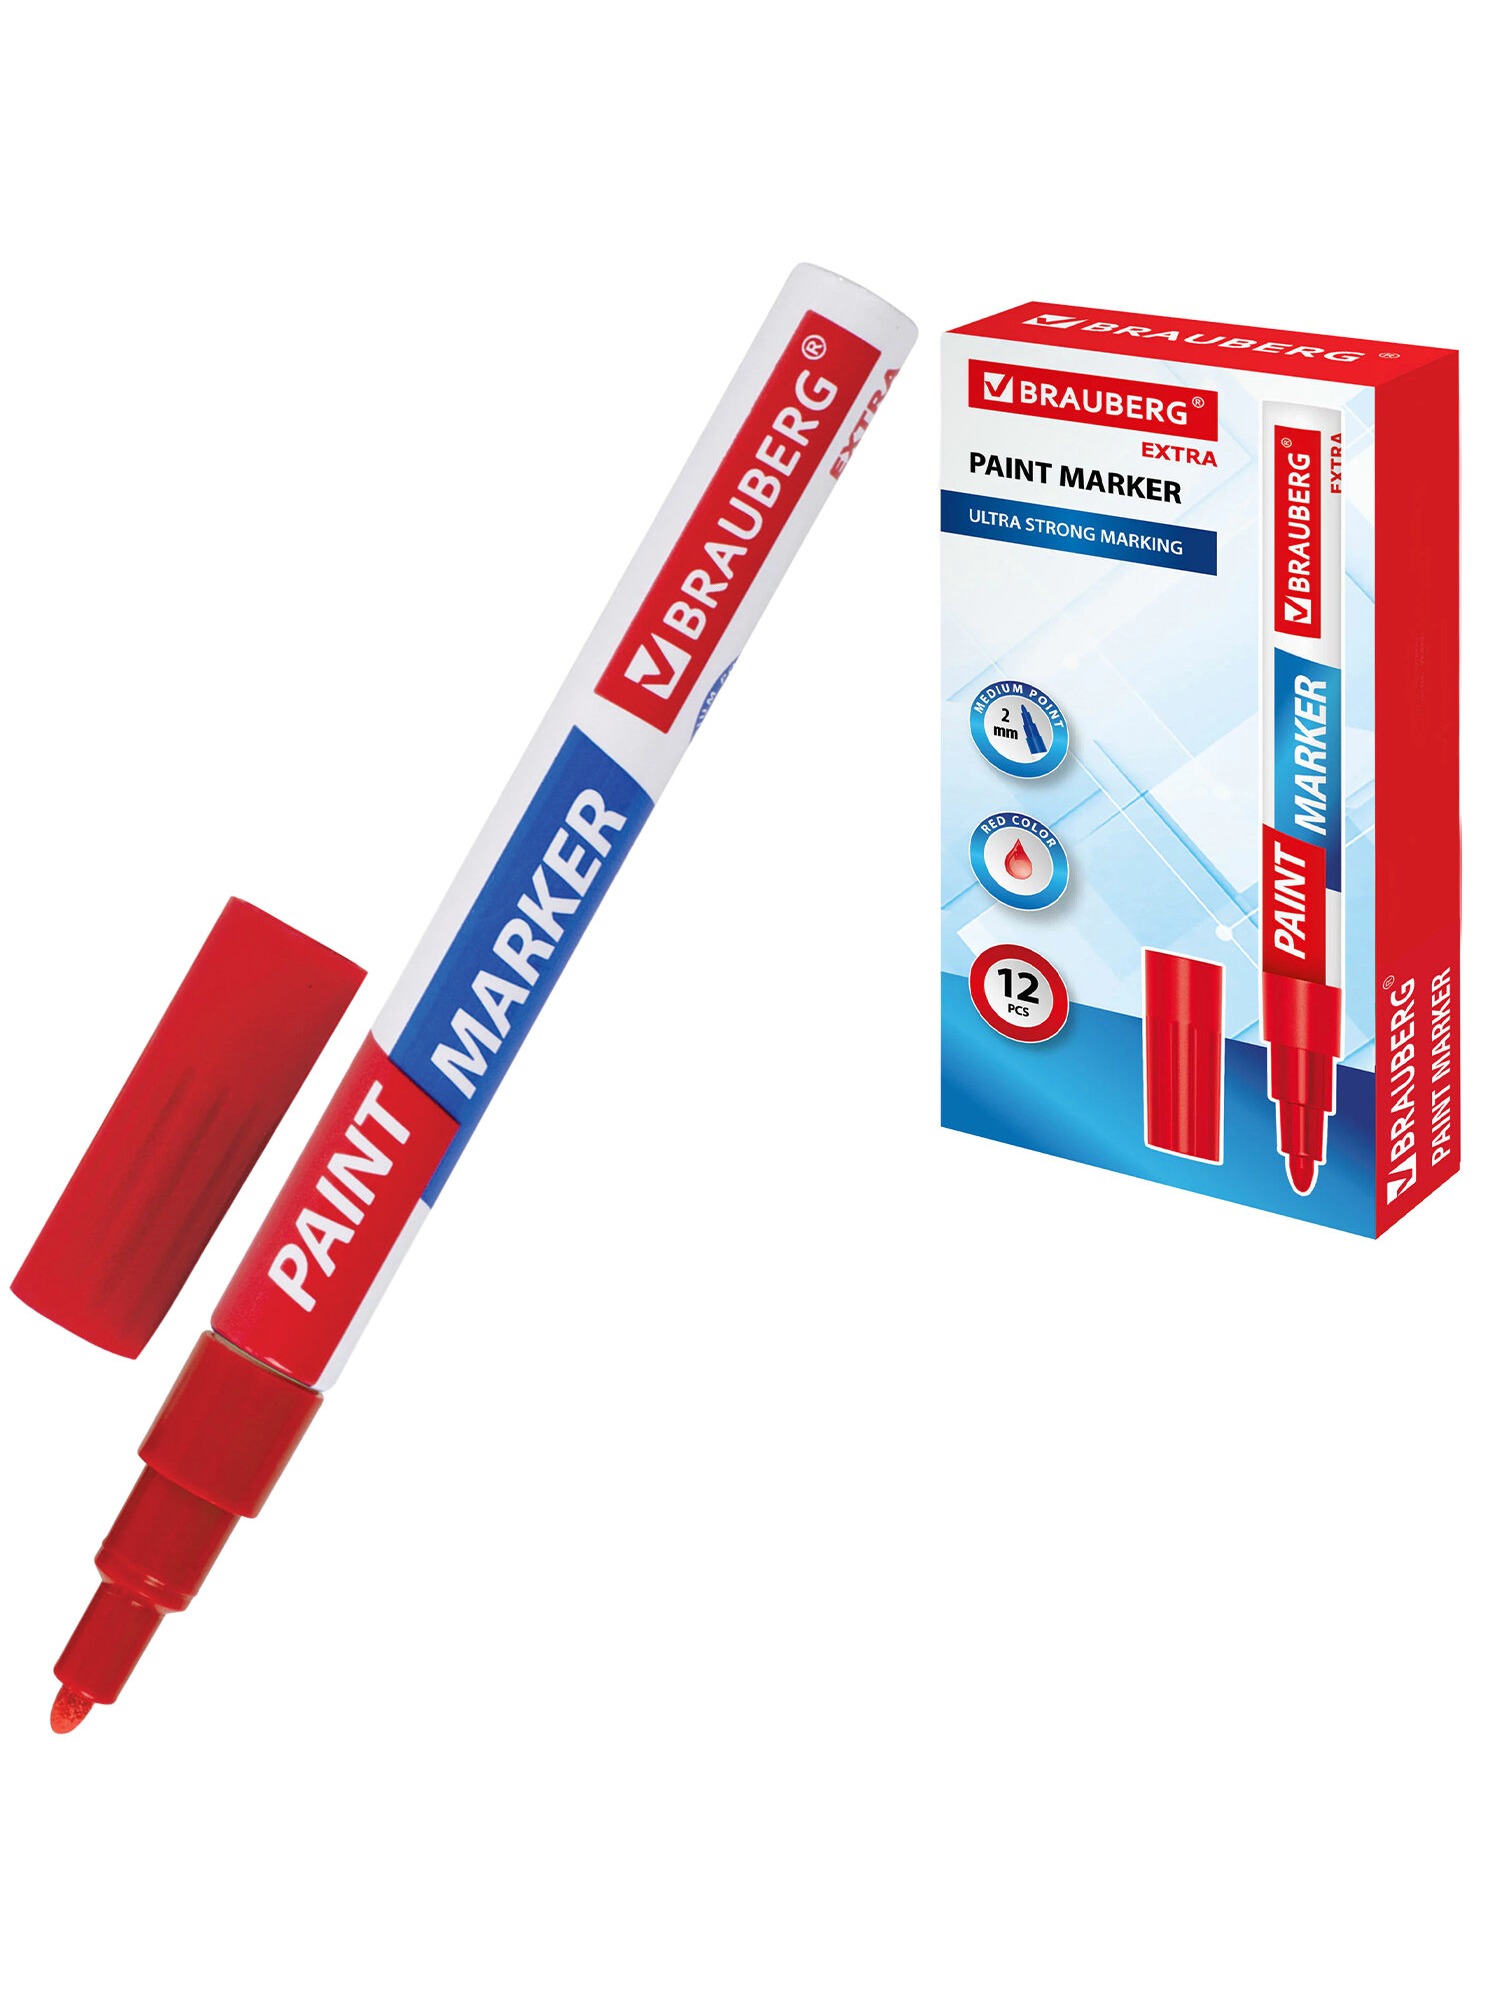 BRAUBERG®
EXTRA
MARKER
PAINT
BRAUBERG ®
BRAUBERG®
EXTRA
PAINT MARKER
ULTRA STRONG MARKING
MEDIUM POINT
2
mm
RED COLOR
12
PCS
BRAUBERG®
EXTRA
MARKER
PAINT
BRAUBERG®
PAINT MARKER